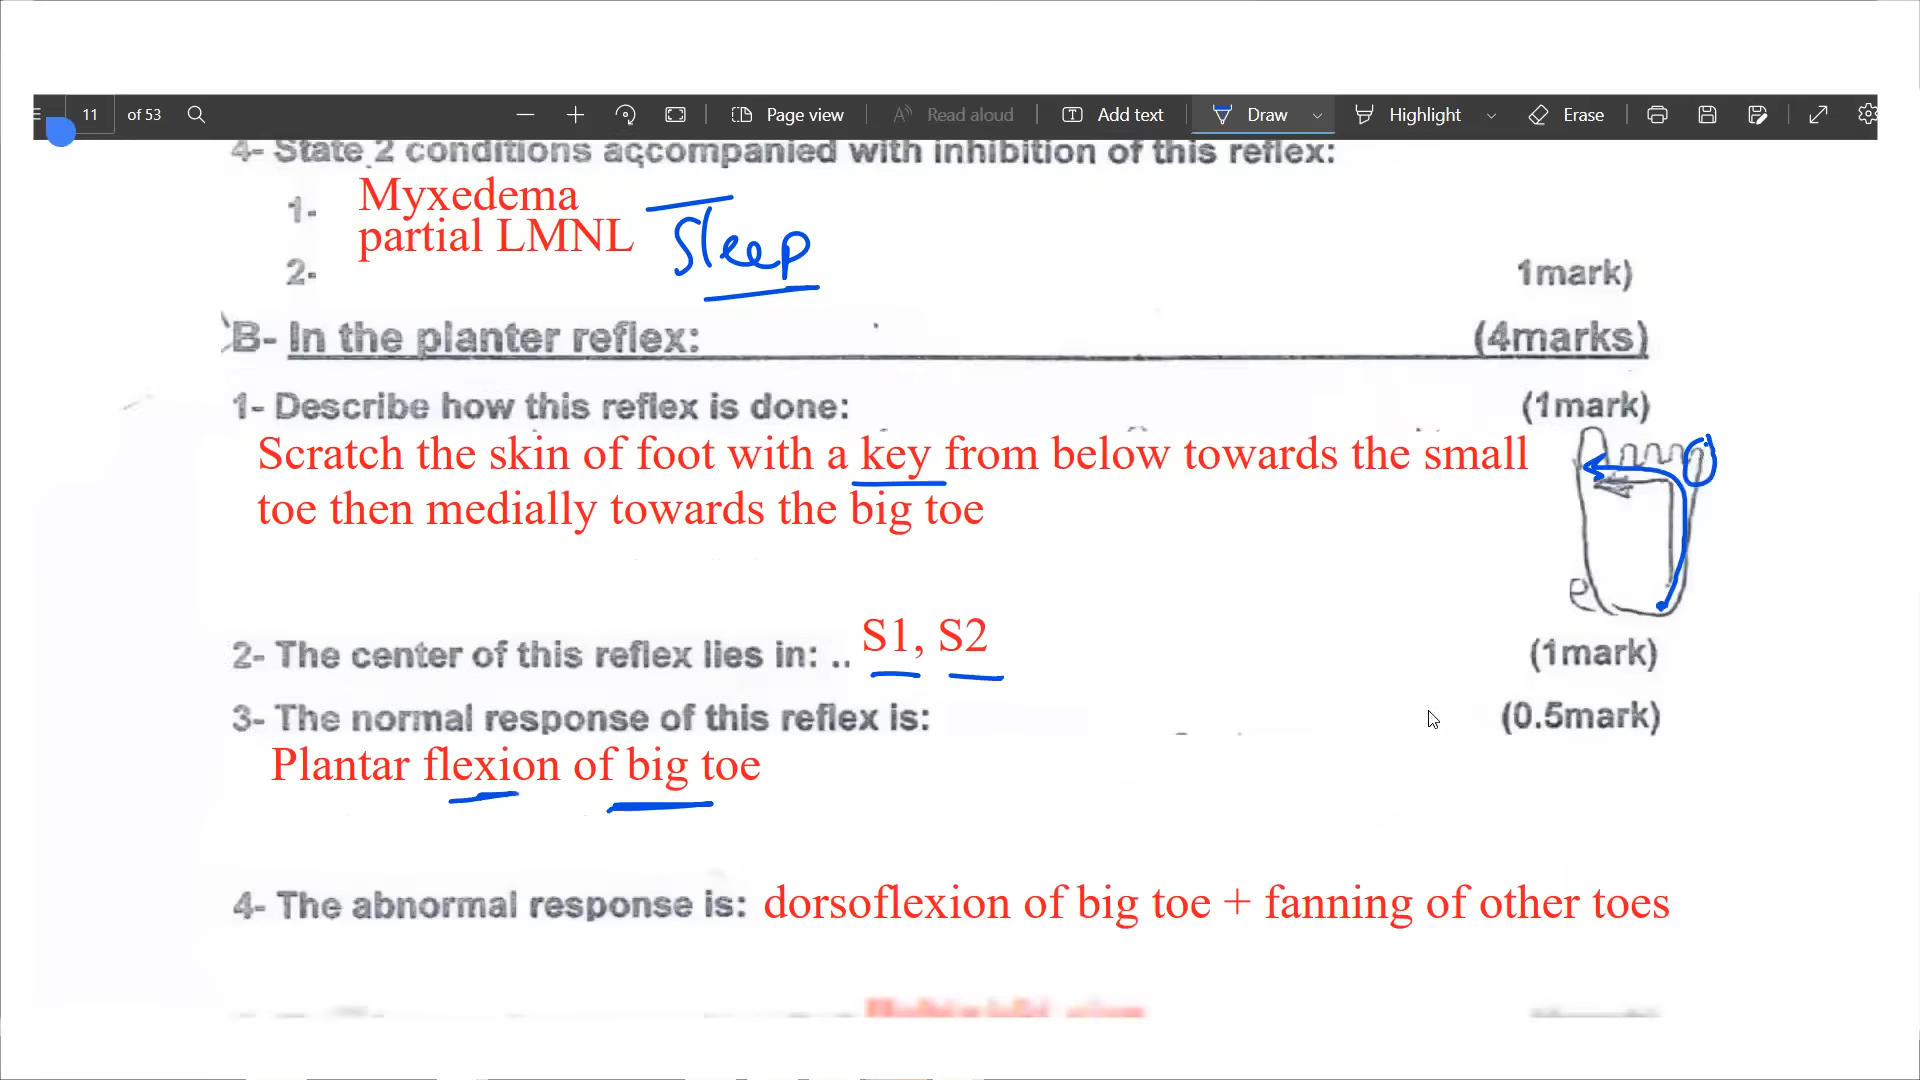 11 of 53 Page view Read aloud Add text Draw Highlight Erase
4- State 2 conditions accompanied with inhibition of this reflex:
1- Myxedema
partial LMNL sleep
2- 1mark)
B- In the planter reflex: (4marks)
1- Describe how this reflex is done: (1mark)
Scratch the skin of foot with a key from below towards the small
toe then medially towards the big toe
2- The center of this reflex lies in: .. S1, S2 (1mark)
3- The normal response of this reflex is: (0.5mark)
Plantar flexion of big toe
4- The abnormal response is: dorsoflexion of big toe + fanning of other toes